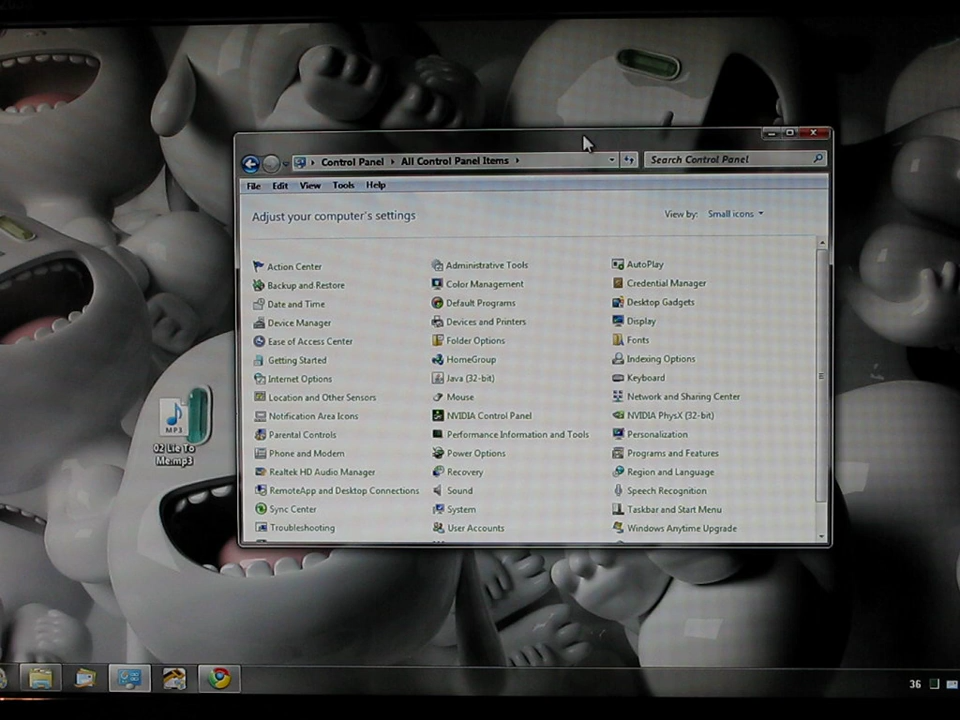 Control Panel All Control Panel Items
Search Control Panel
File Edit View Tools Help
Adjust your computer's settings
View by: Small icons
Action Center Administrative Tools AutoPlay
Backup and Restore Color Management Credential Manager
Date and Time Default Programs Desktop Gadgets
Device Manager Devices and Printers Display
Ease of Access Center Folder Options Fonts
Getting Started HomeGroup Indexing Options
Internet Options Java (32-bit) Keyboard
Location and Other Sensors Mouse Network and Sharing Center
Notification Area Icons NVIDIA Control Panel NVIDIA PhysX (32-bit)
Parental Controls Performance Information and Tools Personalization
Phone and Modem Power Options Programs and Features
Realtek HD Audio Manager Recovery Region and Language
RemoteApp and Desktop Connections Sound Speech Recognition
Sync Center System Taskbar and Start Menu
Troubleshooting User Accounts Windows Anytime Upgrade
MP3
02 Lie To
Me.mp3
36